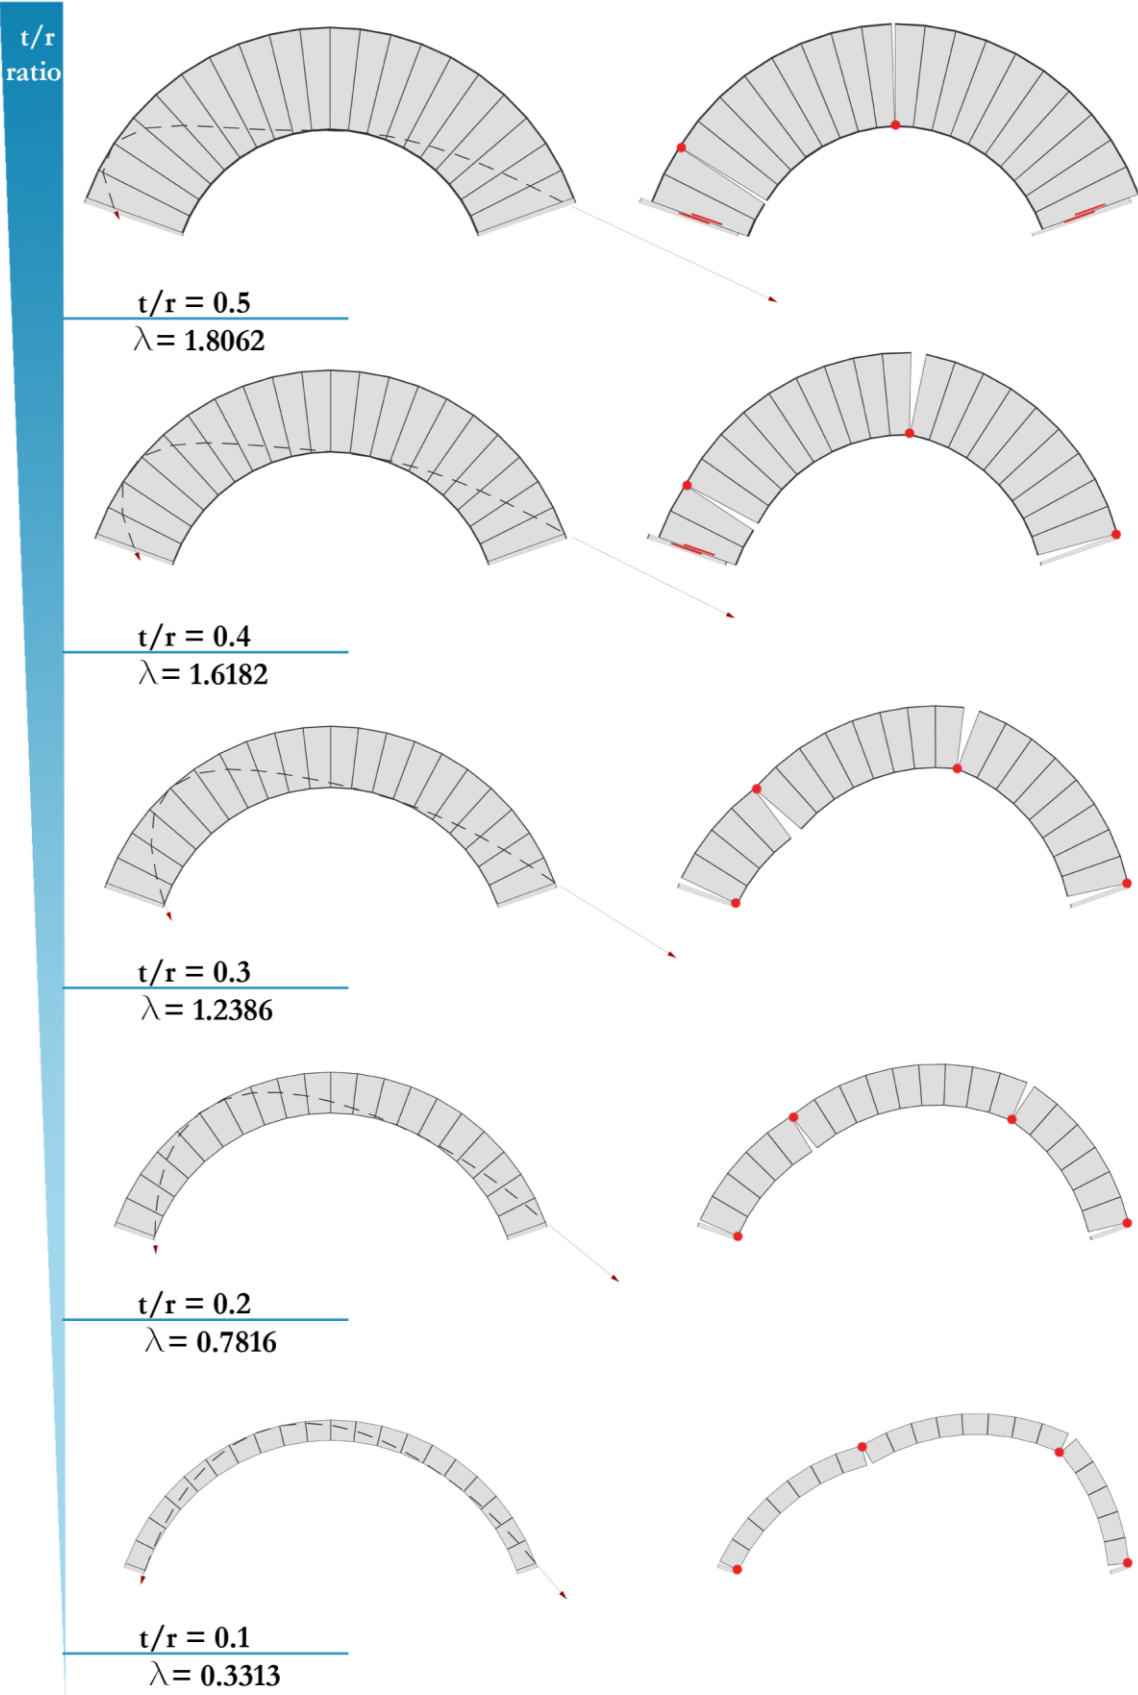 t/r
ratio
t/r = 0.5
λ = 1.8062
t/r = 0.4
λ = 1.6182
t/r = 0.3
λ = 1.2386
t/r = 0.2
λ = 0.7816
t/r = 0.1
λ = 0.3313